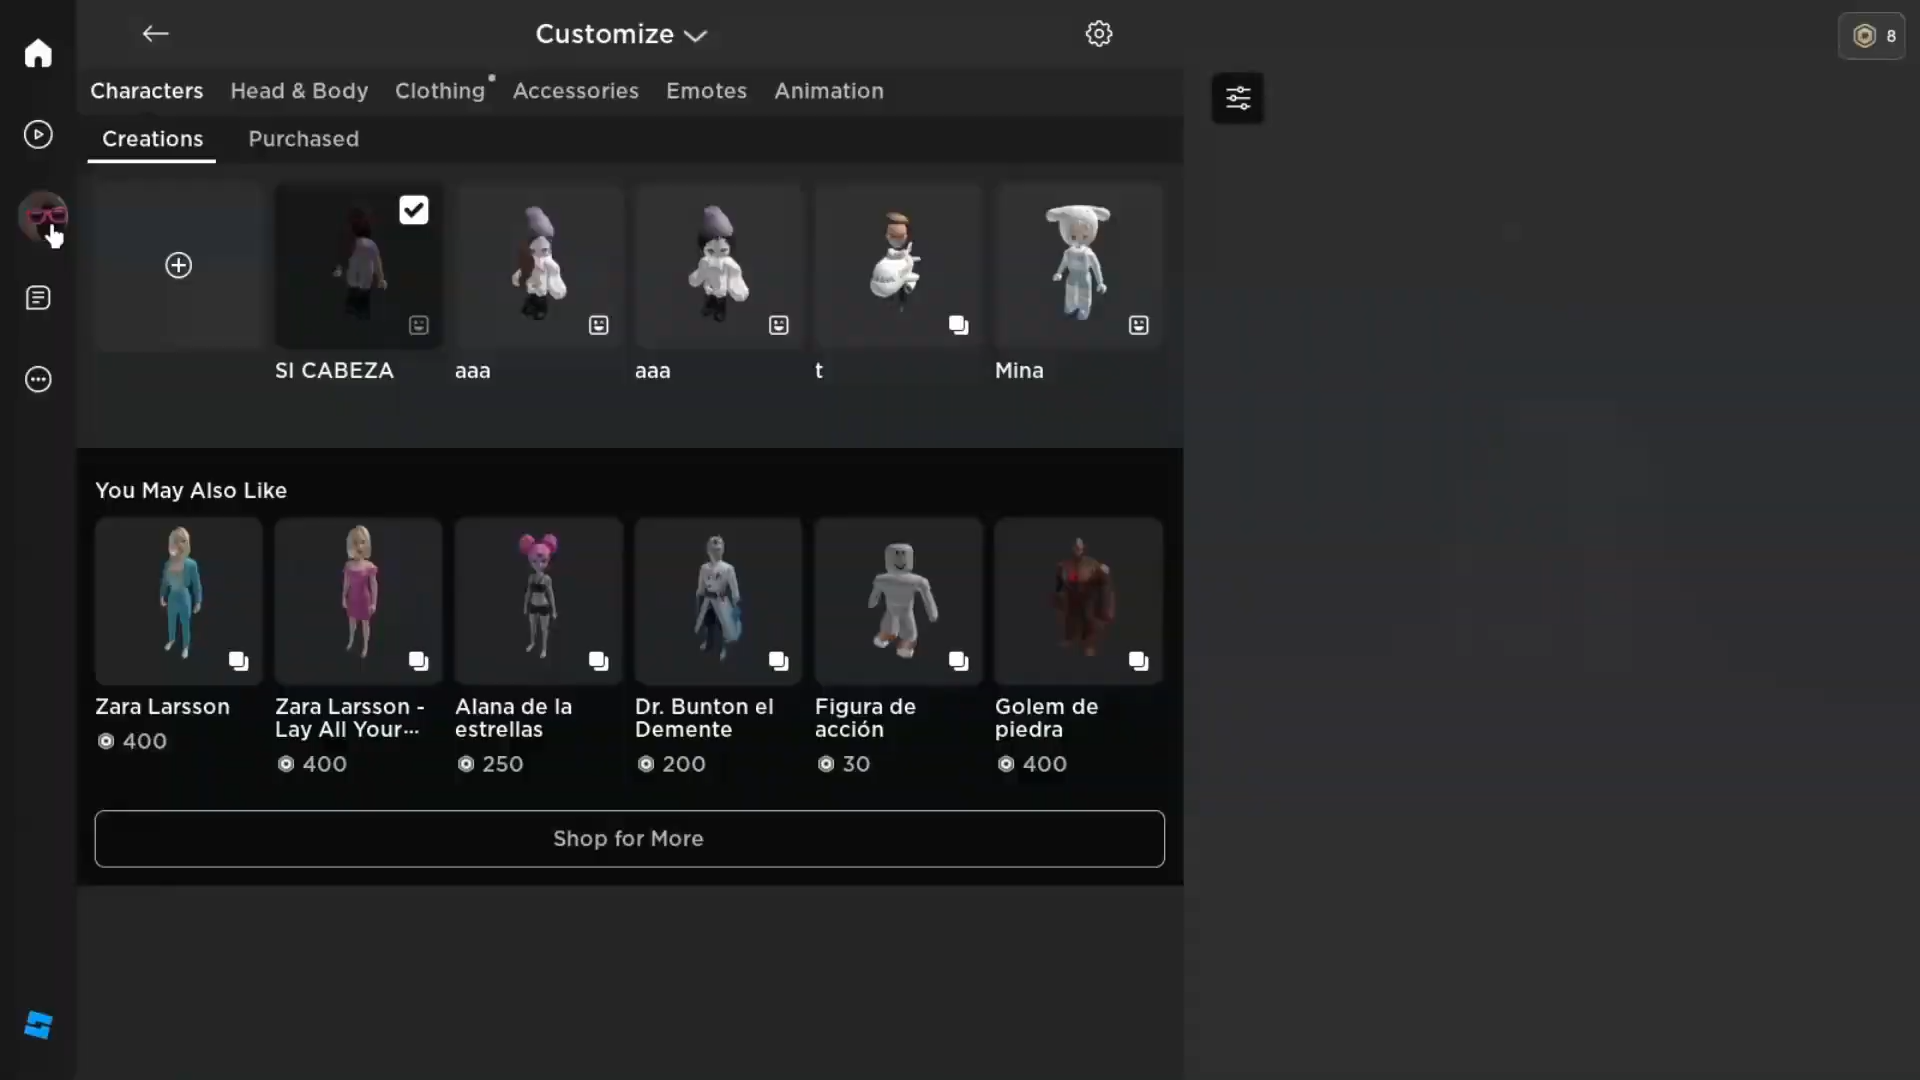 Customize
8
Characters Head & Body Clothing Accessories Emotes Animation
Creations Purchased
SI CABEZA aaa aaa t Mina
You May Also Like
Zara Larsson
400
Zara Larsson -
Lay All Your...
400
Alana de la
estrellas
250
Dr. Bunton el
Demente
200
Figura de
acción
30
Golem de
piedra
400
Shop for More